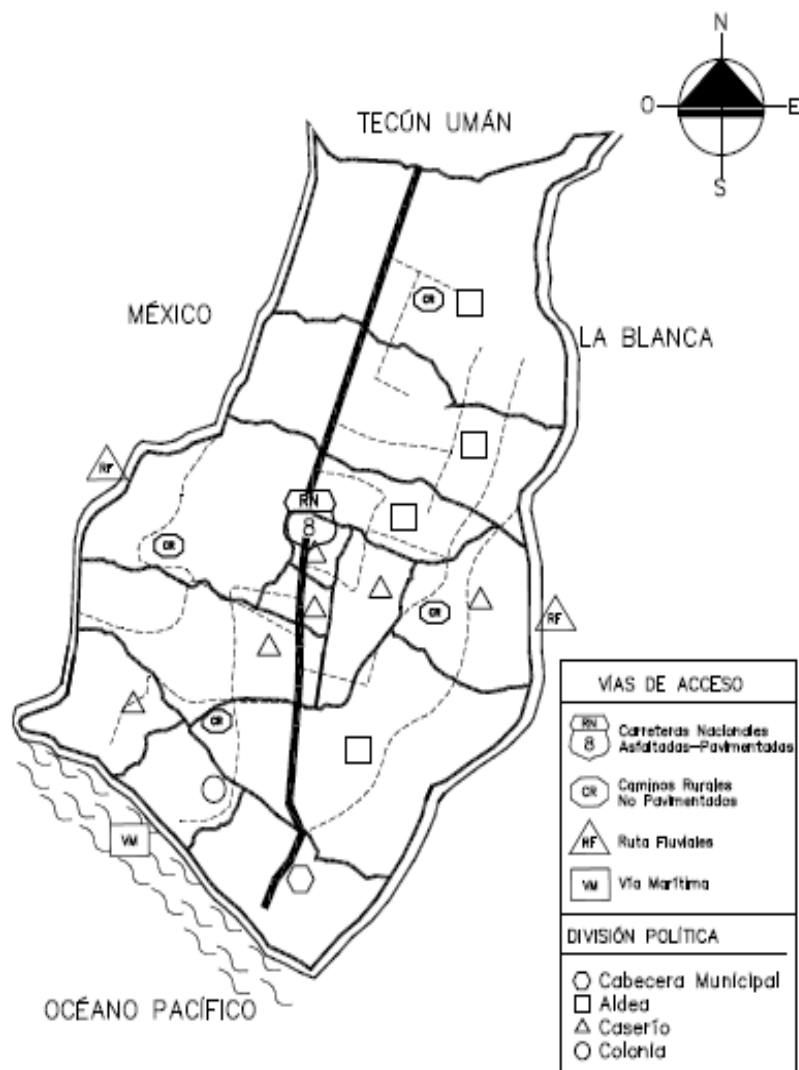 N
TECÚN UMÁN
O
E
S
CR
MÉXICO
LA BLANCA
RF
RN
8
CR
CR
RF
CR
VM
OCÉANO PACÍFICO
VÍAS DE ACCESO
RN
8
Carreteras Nacionales
Asfaltadas-Pavimentadas
CR
Caminos Rurales
No Pavimentados
RF
Ruta Fluviales
VM
Vía Marítima
DIVISIÓN POLÍTICA
Cabecera Municipal
Aldea
Caserío
Colonia